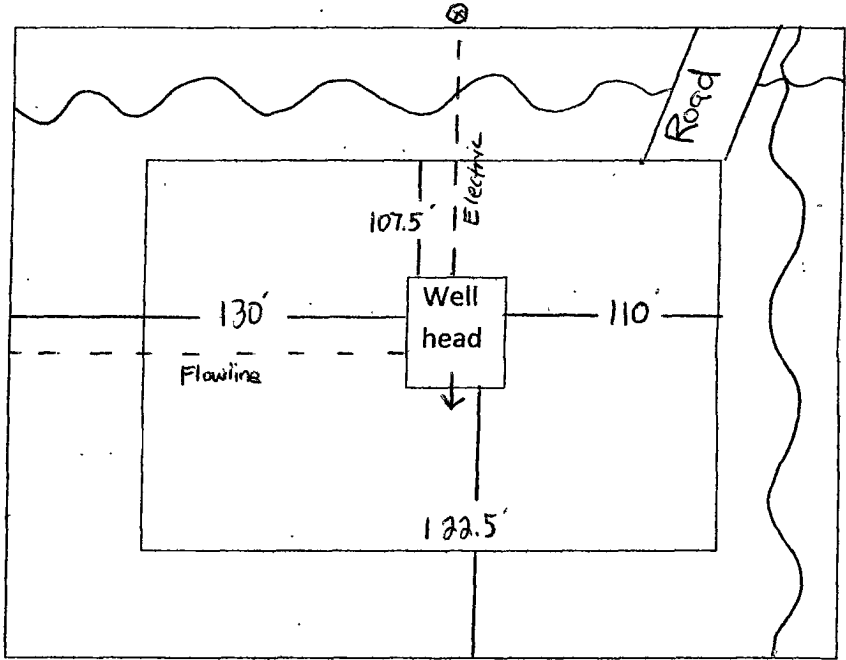 Road
Electric
107.5'
Well
head
130'
110'
Flowline
122.5'